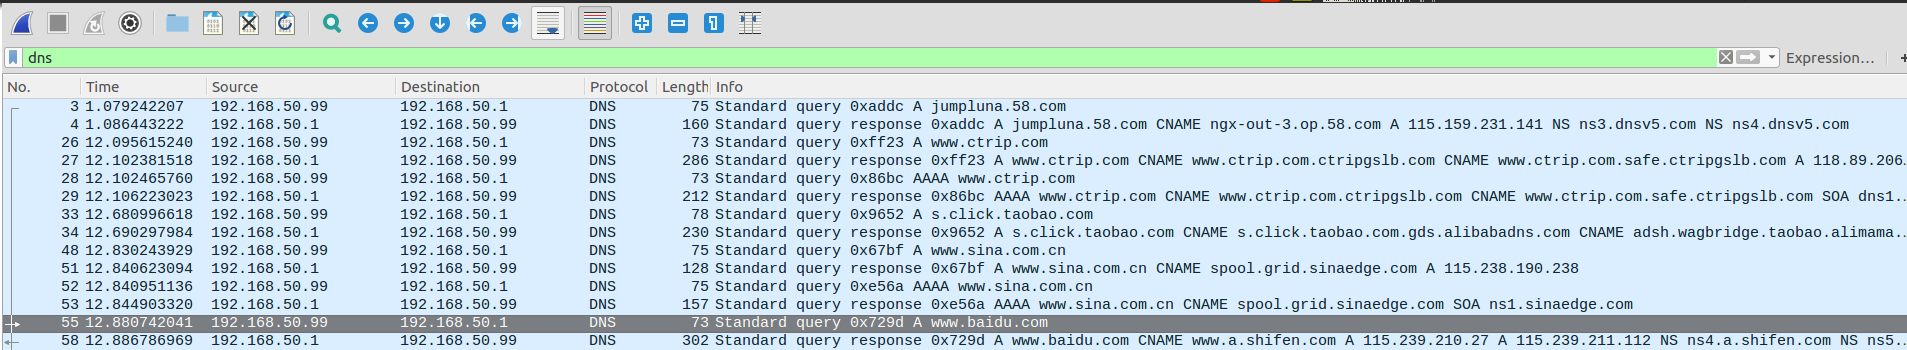 dns Expression… +
No. Time Source Destination Protocol Length Info
3 1.079242207 192.168.50.99 192.168.50.1 DNS 75 Standard query 0xaddc A jumpluna.58.com
4 1.086443222 192.168.50.1 192.168.50.99 DNS 160 Standard query response 0xaddc A jumpluna.58.com CNAME ngx-out-3.op.58.com A 115.159.231.141 NS ns3.dnsv5.com NS ns4.dnsv5.com
26 12.095615240 192.168.50.99 192.168.50.1 DNS 73 Standard query 0xff23 A www.ctrip.com
27 12.102381518 192.168.50.1 192.168.50.99 DNS 286 Standard query response 0xff23 A www.ctrip.com CNAME www.ctrip.com.ctripgslb.com CNAME www.ctrip.com.safe.ctripgslb.com A 118.89.206…
28 12.102465760 192.168.50.99 192.168.50.1 DNS 73 Standard query 0x86bc AAAA www.ctrip.com
29 12.106223023 192.168.50.1 192.168.50.99 DNS 212 Standard query response 0x86bc AAAA www.ctrip.com CNAME www.ctrip.com.ctripgslb.com CNAME www.ctrip.com.safe.ctripgslb.com SOA dns1…
33 12.680996618 192.168.50.99 192.168.50.1 DNS 78 Standard query 0x9652 A s.click.taobao.com
34 12.690297984 192.168.50.1 192.168.50.99 DNS 230 Standard query response 0x9652 A s.click.taobao.com CNAME s.click.taobao.com.gds.alibabadns.com CNAME adsh.wagbridge.taobao.alimama…
48 12.830243929 192.168.50.99 192.168.50.1 DNS 75 Standard query 0x67bf A www.sina.com.cn
51 12.840623094 192.168.50.1 192.168.50.99 DNS 128 Standard query response 0x67bf A www.sina.com.cn CNAME spool.grid.sinaedge.com A 115.238.190.238
52 12.840951136 192.168.50.99 192.168.50.1 DNS 75 Standard query 0xe56a AAAA www.sina.com.cn
53 12.844903320 192.168.50.1 192.168.50.99 DNS 157 Standard query response 0xe56a AAAA www.sina.com.cn CNAME spool.grid.sinaedge.com SOA ns1.sinaedge.com
55 12.880742041 192.168.50.99 192.168.50.1 DNS 73 Standard query 0x729d A www.baidu.com
58 12.886786969 192.168.50.1 192.168.50.99 DNS 302 Standard query response 0x729d A www.baidu.com CNAME www.a.shifen.com A 115.239.210.27 A 115.239.211.112 NS ns4.a.shifen.com NS ns5…